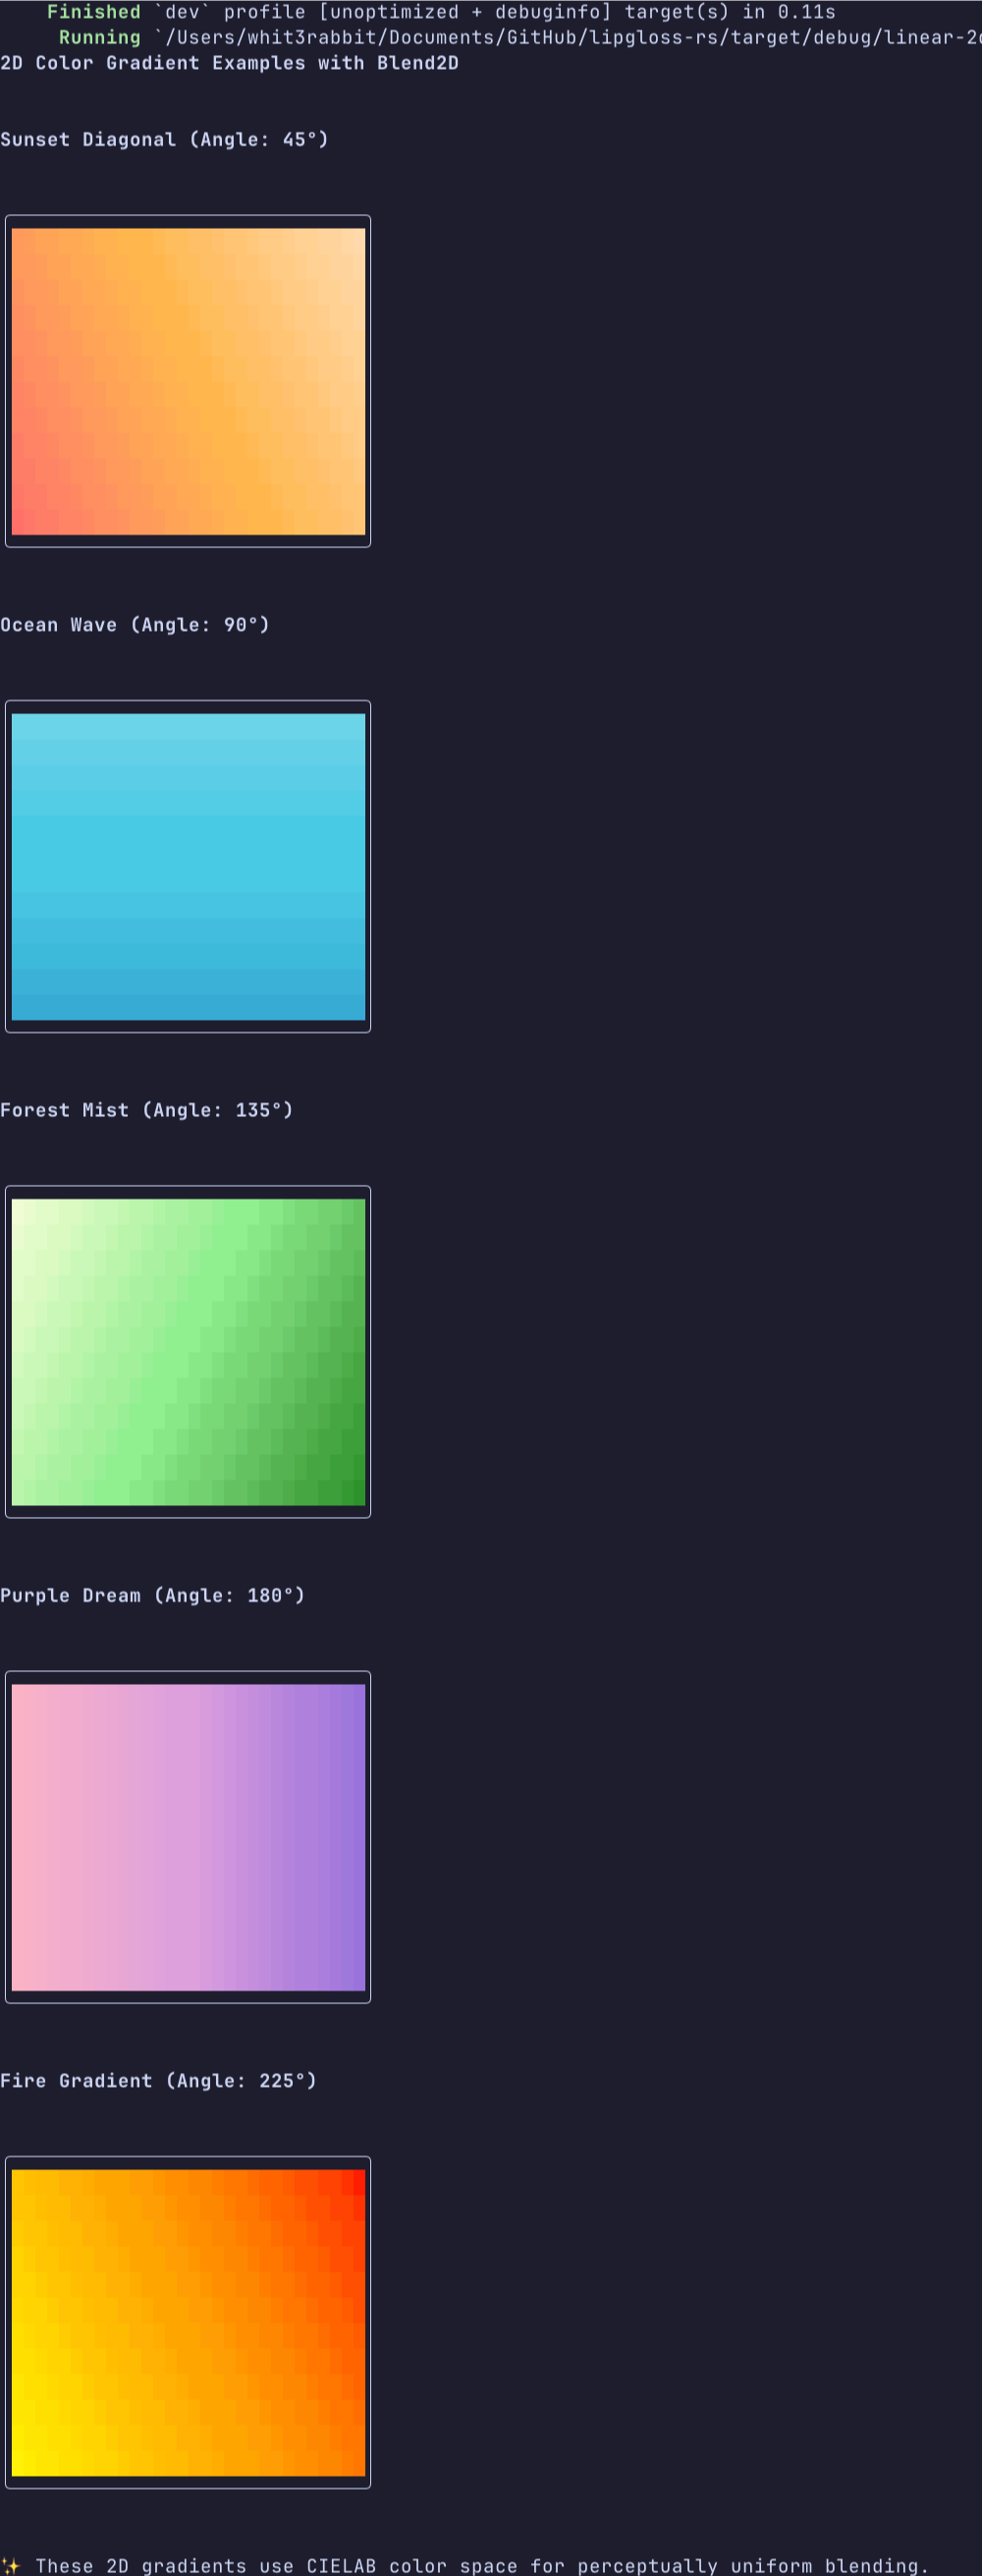 Finished `dev` profile [unoptimized + debuginfo] target(s) in 0.11s
Running `/Users/whit3rabbit/Documents/GitHub/lipgloss-rs/target/debug/linear-2
2D Color Gradient Examples with Blend2D
Sunset Diagonal (Angle: 45°)
Ocean Wave (Angle: 90°)
Forest Mist (Angle: 135°)
Purple Dream (Angle: 180°)
Fire Gradient (Angle: 225°)
✨ These 2D gradients use CIELAB color space for perceptually uniform blending.